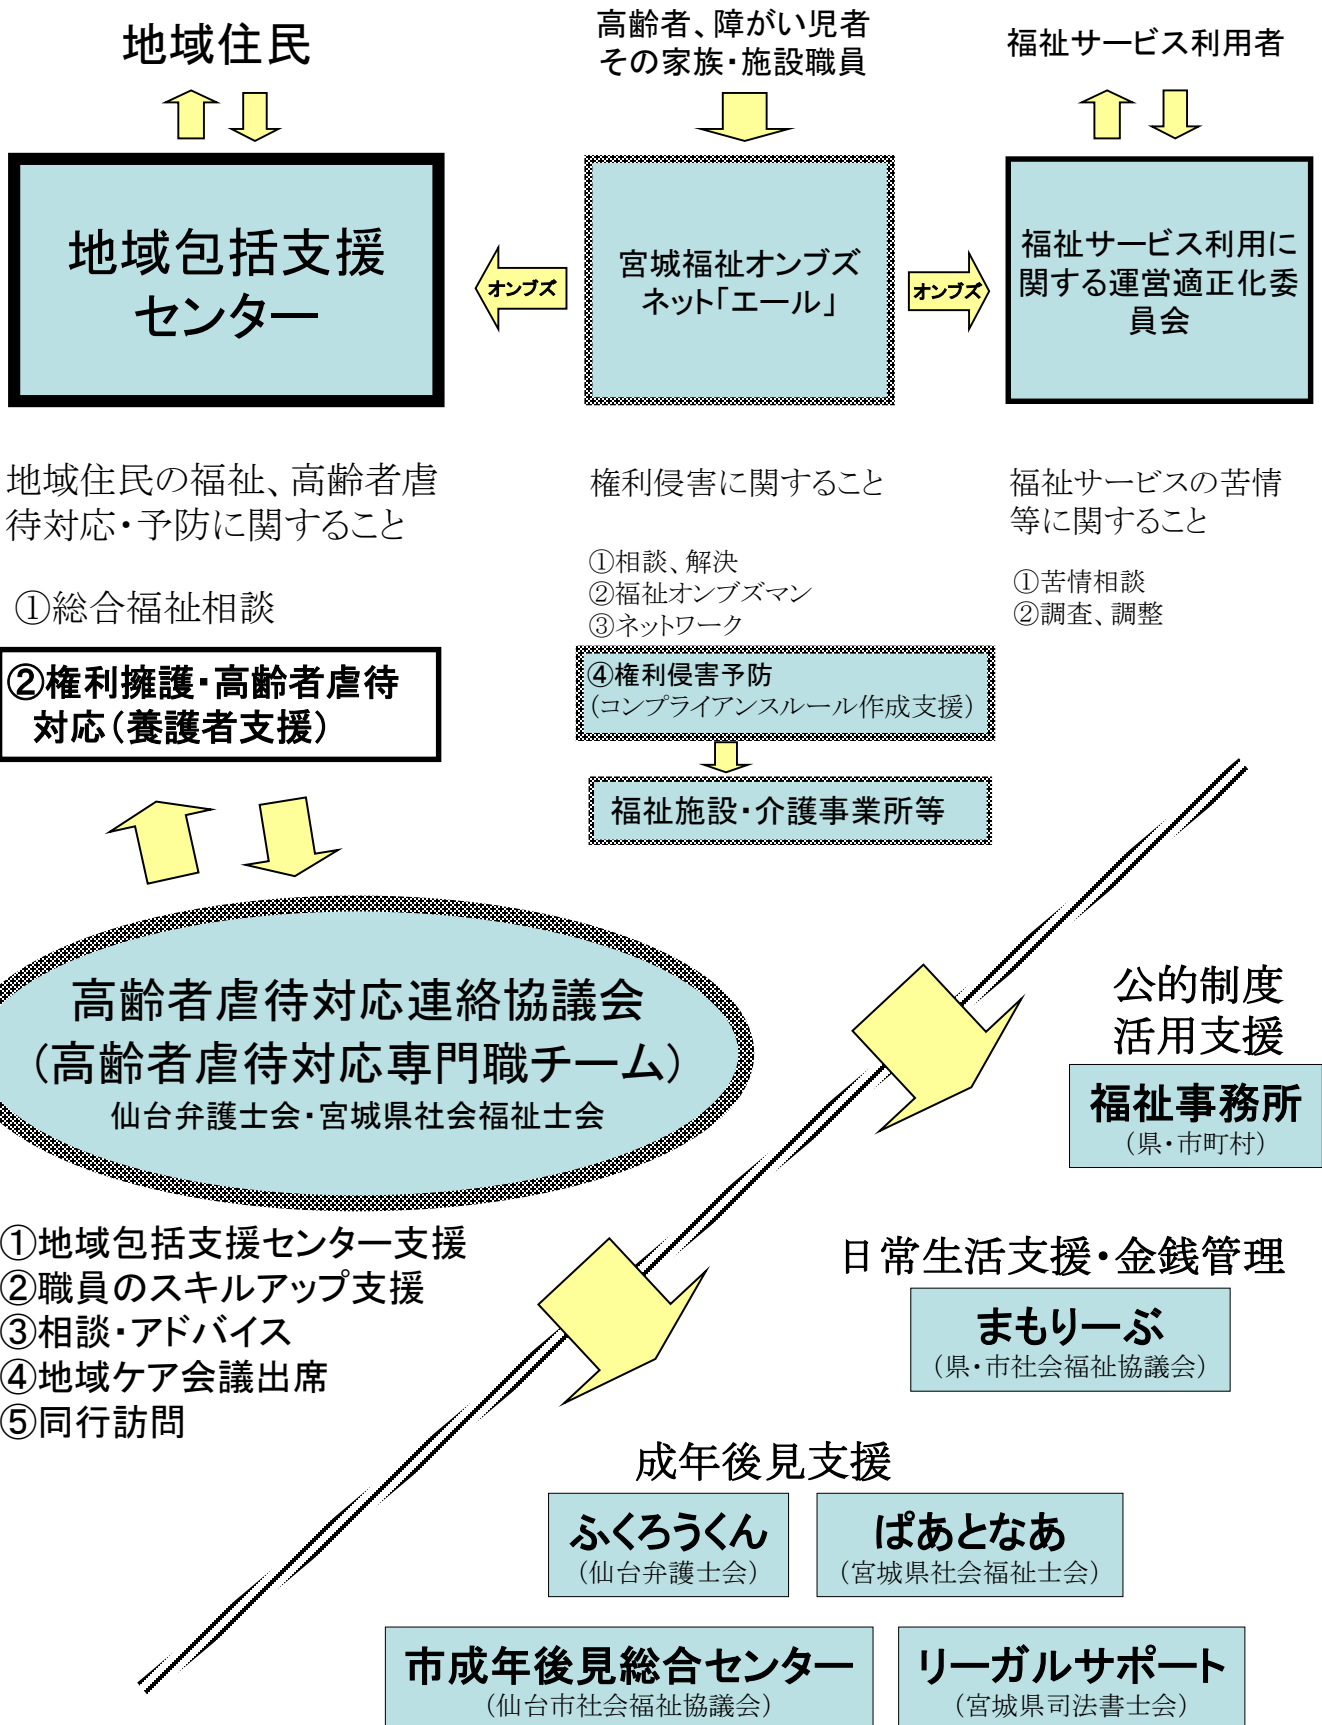 地域住民
高齢者、障がい児者
その家族・施設職員
福祉サービス利用者
地域包括支援
センター
オンブズ
宮城福祉オンブズ
ネット「エール」
オンブズ
福祉サービス利用に
関する運営適正化委
員会
地域住民の福祉、高齢者虐
待対応・予防に関すること
①総合福祉相談
②権利擁護・高齢者虐待
対応（養護者支援）
権利侵害に関すること
①相談、解決
②福祉オンブズマン
③ネットワーク
④権利侵害予防
（コンプライアンスルール作成支援）
福祉施設・介護事業所等
福祉サービスの苦情
等に関すること
①苦情相談
②調査、調整
高齢者虐待対応連絡協議会
（高齢者虐待対応専門職チーム）
仙台弁護士会・宮城県社会福祉士会
①地域包括支援センター支援
②職員のスキルアップ支援
③相談・アドバイス
④地域ケア会議出席
⑤同行訪問
公的制度
活用支援
福祉事務所
（県・市町村）
日常生活支援・金銭管理
まもりーぶ
（県・市社会福祉協議会）
成年後見支援
ふくろうくん
（仙台弁護士会）
ぱあとなあ
（宮城県社会福祉士会）
市成年後見総合センター
（仙台市社会福祉協議会）
リーガルサポート
（宮城県司法書士会）